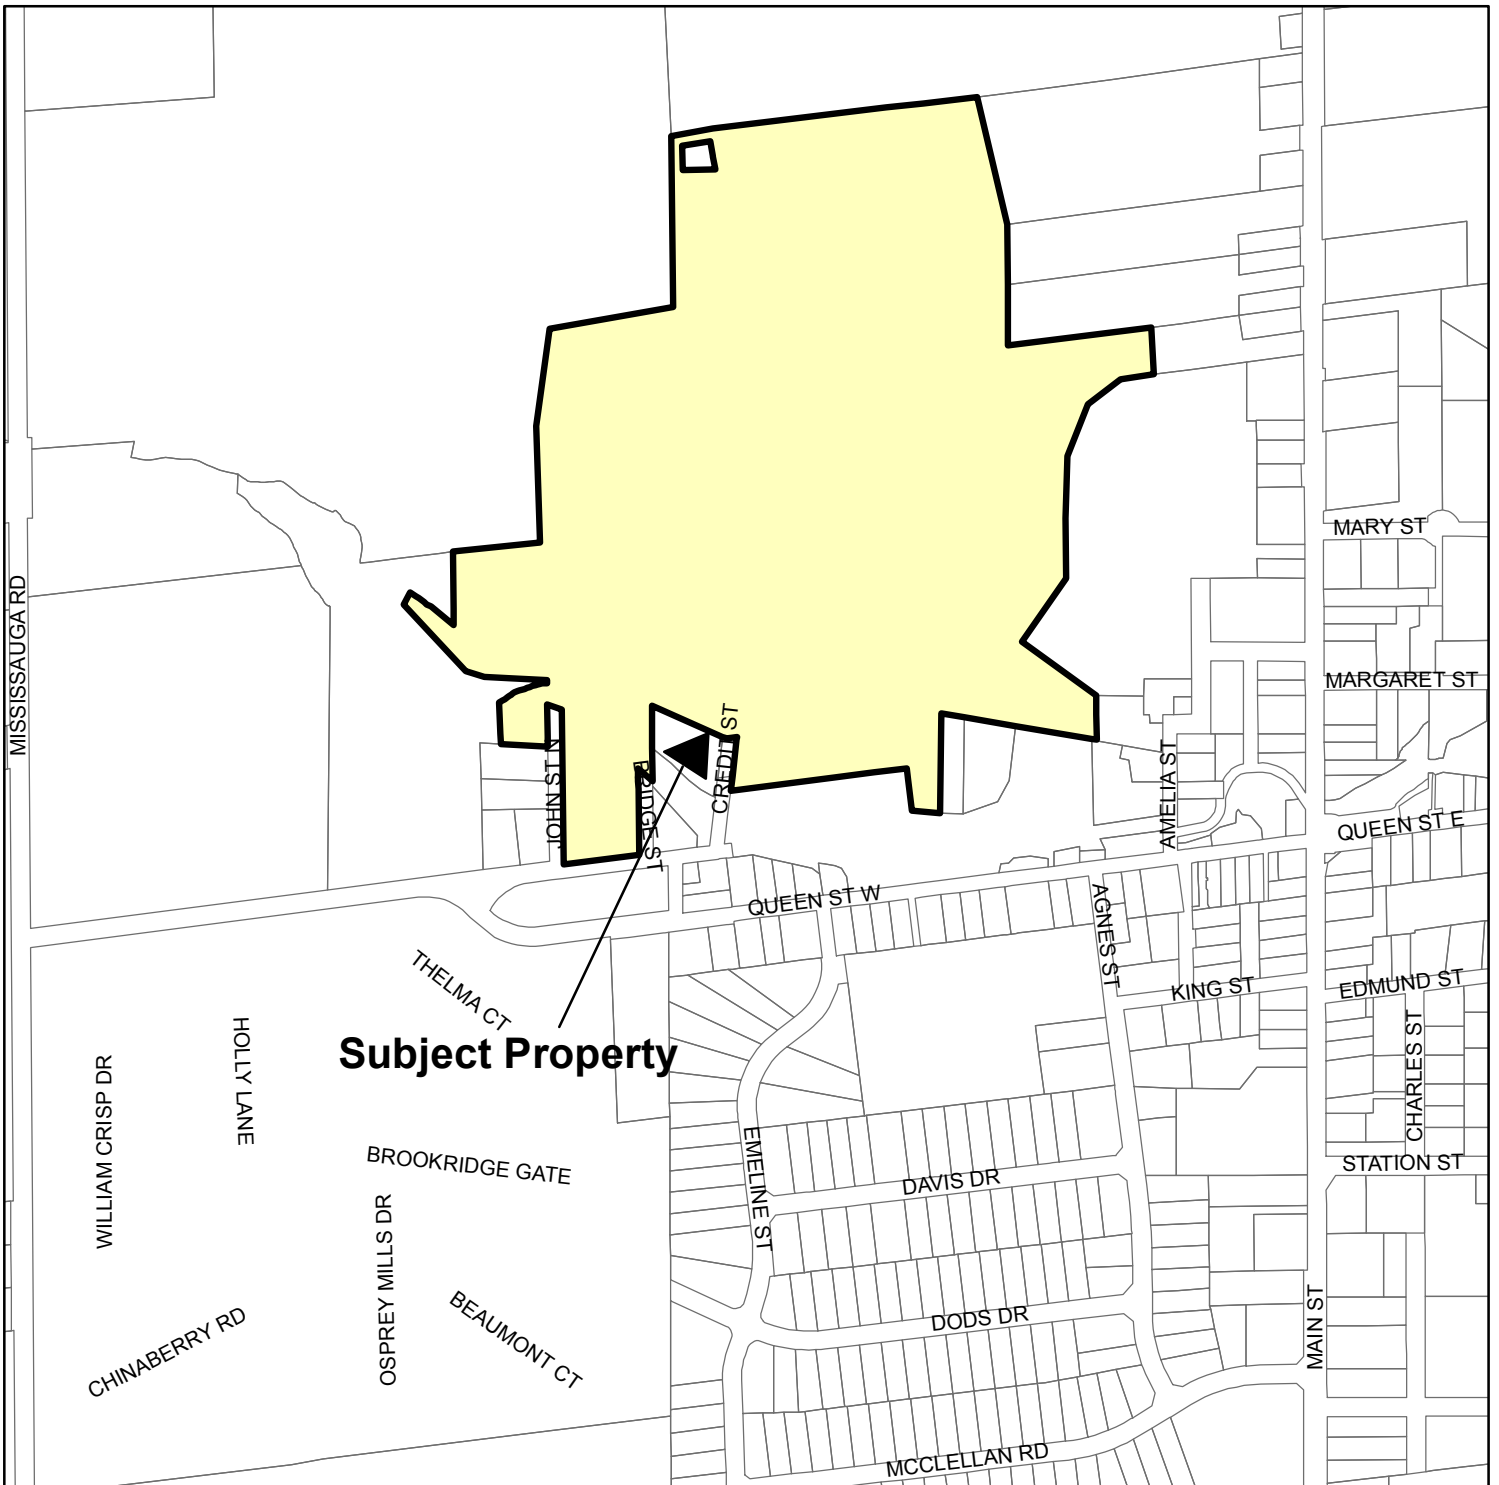 MARY ST
MISSISSAUGA RD
MARGARET ST
CREDIT ST
JOHN ST N
BRIDGE ST
AMELIA ST
QUEEN ST E
QUEEN ST W
AGNES ST
THELMA CT
KING ST
EDMUND ST
Subject Property
HOLLY LANE
WILLIAM CRISP DR
CHARLES ST
BROOKRIDGE GATE
EMELINE ST
STATION ST
DAVIS DR
OSPREY MILLS DR
BEAUMONT CT
DODS DR
MAIN ST
CHINABERRY RD
MCCLELLAN RD